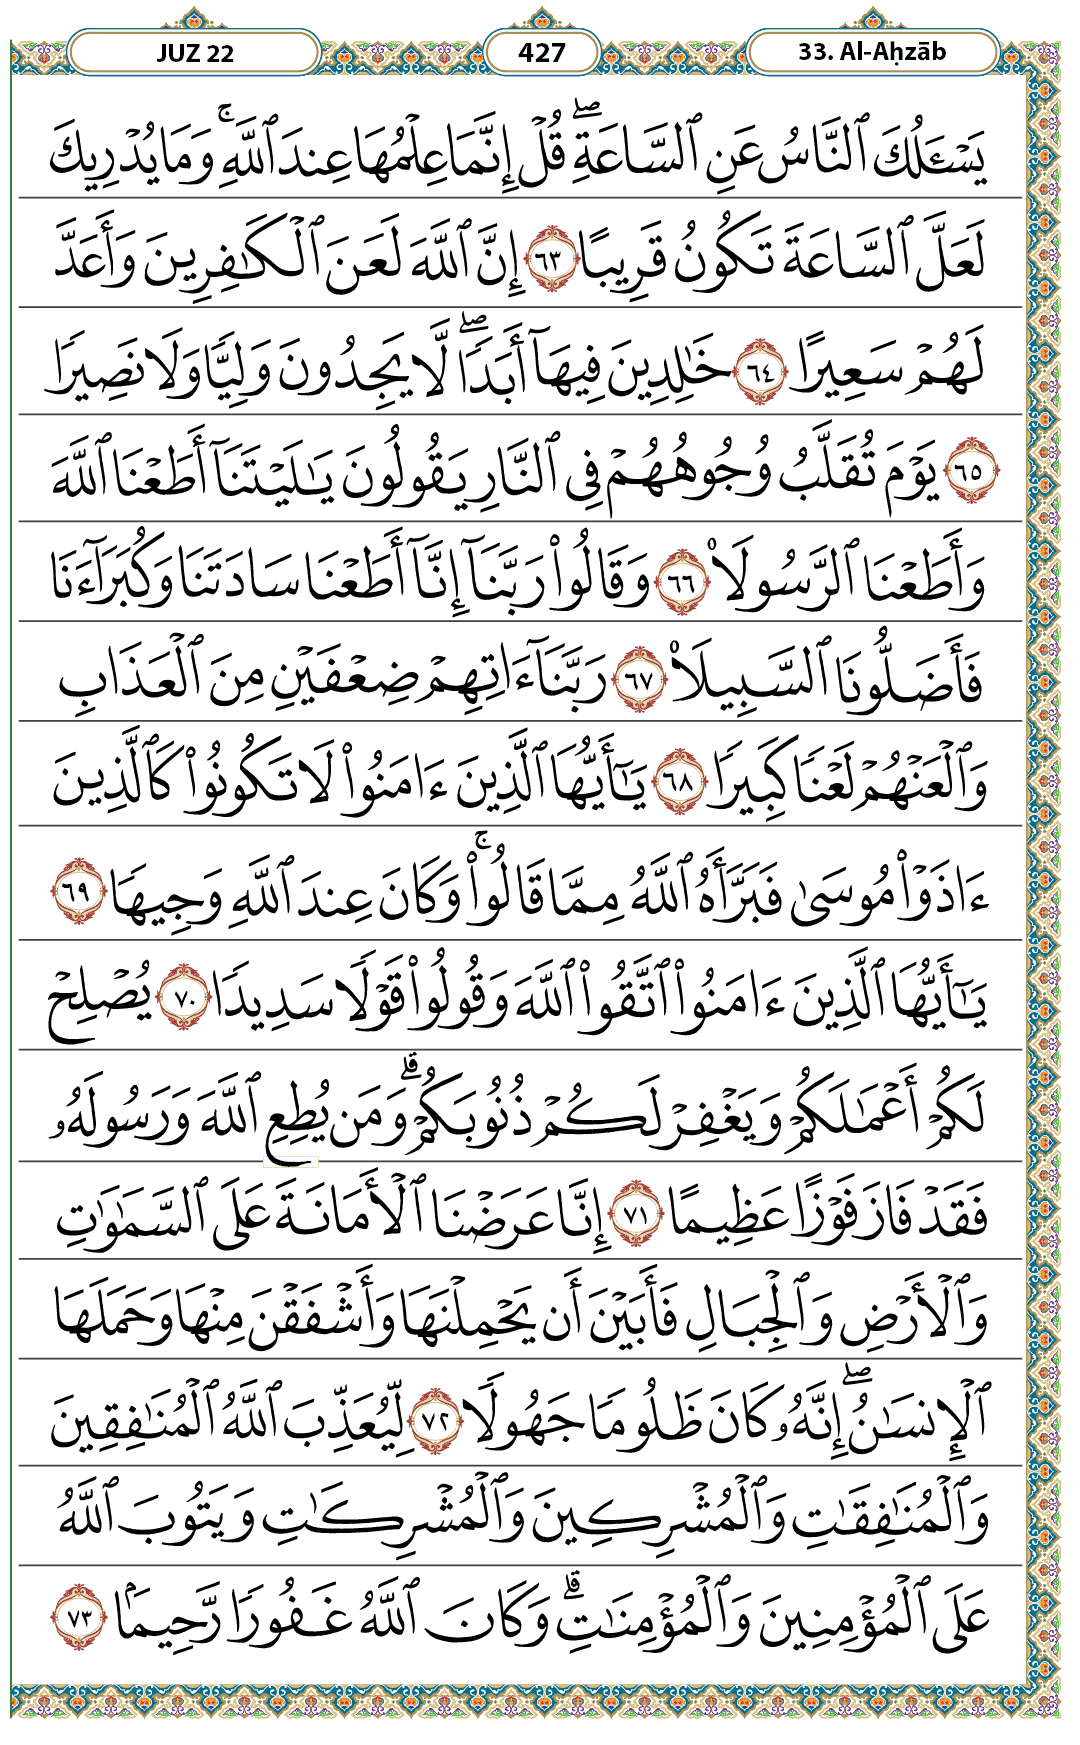 JUZ 22
427
33. Al-Aḥzāb
يَسْـَٔلُكَ ٱلنَّاسُ عَنِ ٱلسَّاعَةِ ۖ قُلْ إِنَّمَا عِلْمُهَا عِندَ ٱللَّهِ ۚ وَمَا يُدْرِيكَ
لَعَلَّ ٱلسَّاعَةَ تَكُونُ قَرِيبًا ٦٣ إِنَّ ٱللَّهَ لَعَنَ ٱلْكَٰفِرِينَ وَأَعَدَّ
لَهُمْ سَعِيرًا ٦٤ خَٰلِدِينَ فِيهَآ أَبَدًا ۖ لَّا يَجِدُونَ وَلِيًّا وَلَا نَصِيرًا
٦٥ يَوْمَ تُقَلَّبُ وُجُوهُهُمْ فِى ٱلنَّارِ يَقُولُونَ يَٰلَيْتَنَآ أَطَعْنَا ٱللَّهَ
وَأَطَعْنَا ٱلرَّسُولَا۠ ٦٦ وَقَالُوا۟ رَبَّنَآ إِنَّآ أَطَعْنَا سَادَتَنَا وَكُبَرَآءَنَا
فَأَضَلُّونَا ٱلسَّبِيلَا۠ ٦٧ رَبَّنَآ ءَاتِهِمْ ضِعْفَيْنِ مِنَ ٱلْعَذَابِ
وَٱلْعَنْهُمْ لَعْنًا كَبِيرًا ٦٨ يَٰٓأَيُّهَا ٱلَّذِينَ ءَامَنُوا۟ لَا تَكُونُوا۟ كَٱلَّذِينَ
ءَاذَوْا۟ مُوسَىٰ فَبَرَّأَهُ ٱللَّهُ مِمَّا قَالُوا۟ ۚ وَكَانَ عِندَ ٱللَّهِ وَجِيهًا ٦٩
يَٰٓأَيُّهَا ٱلَّذِينَ ءَامَنُوا۟ ٱتَّقُوا۟ ٱللَّهَ وَقُولُوا۟ قَوْلًا سَدِيدًا ٧٠ يُصْلِحْ
لَكُمْ أَعْمَٰلَكُمْ وَيَغْفِرْ لَكُمْ ذُنُوبَكُمْ ۗ وَمَن يُطِعِ ٱللَّهَ وَرَسُولَهُۥ
فَقَدْ فَازَ فَوْزًا عَظِيمًا ٧١ إِنَّا عَرَضْنَا ٱلْأَمَانَةَ عَلَى ٱلسَّمَٰوَٰتِ
وَٱلْأَرْضِ وَٱلْجِبَالِ فَأَبَيْنَ أَن يَحْمِلْنَهَا وَأَشْفَقْنَ مِنْهَا وَحَمَلَهَا
ٱلْإِنسَٰنُ ۖ إِنَّهُۥ كَانَ ظَلُومًا جَهُولًا ٧٢ لِّيُعَذِّبَ ٱللَّهُ ٱلْمُنَٰفِقِينَ
وَٱلْمُنَٰفِقَٰتِ وَٱلْمُشْرِكِينَ وَٱلْمُشْرِكَٰتِ وَيَتُوبَ ٱللَّهُ
عَلَى ٱلْمُؤْمِنِينَ وَٱلْمُؤْمِنَٰتِ ۗ وَكَانَ ٱللَّهُ غَفُورًا رَّحِيمًۢا ٧٣